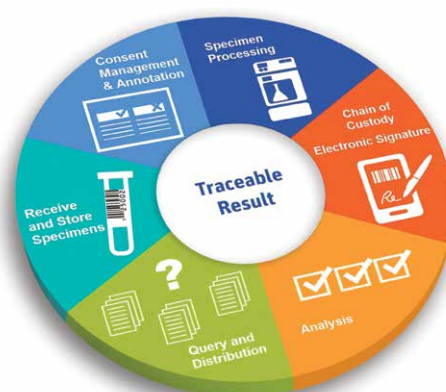 Consent
Management
& Annotation
Specimen
Processing
Chain of
Custody
Electronic Signature
Analysis
Query and
Distribution
?
Receive
and Store
Specimens
Traceable
Result